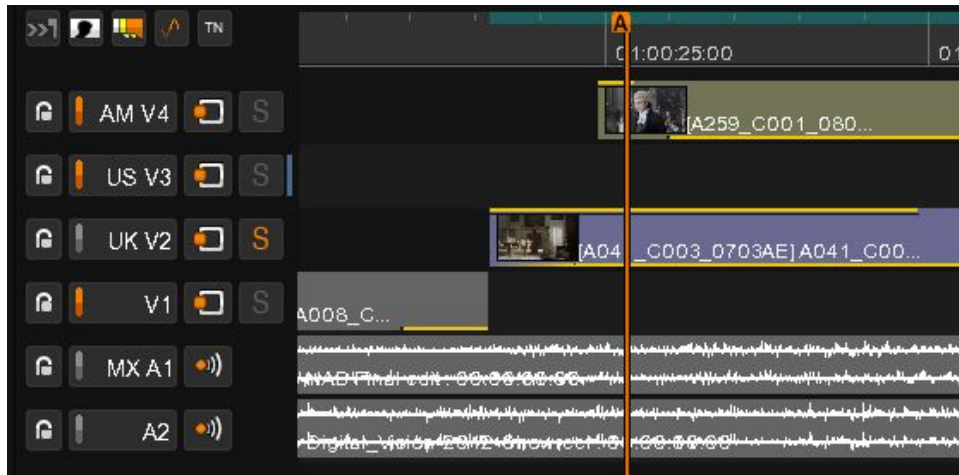 TN
A
01:00:25:00
01
AM V4
S
[A259_C001_080...
US V3
S
UK V2
S
[A04 _C003_0703AE] A041_C00...
V1
S
A008_C...
MX A1
A2